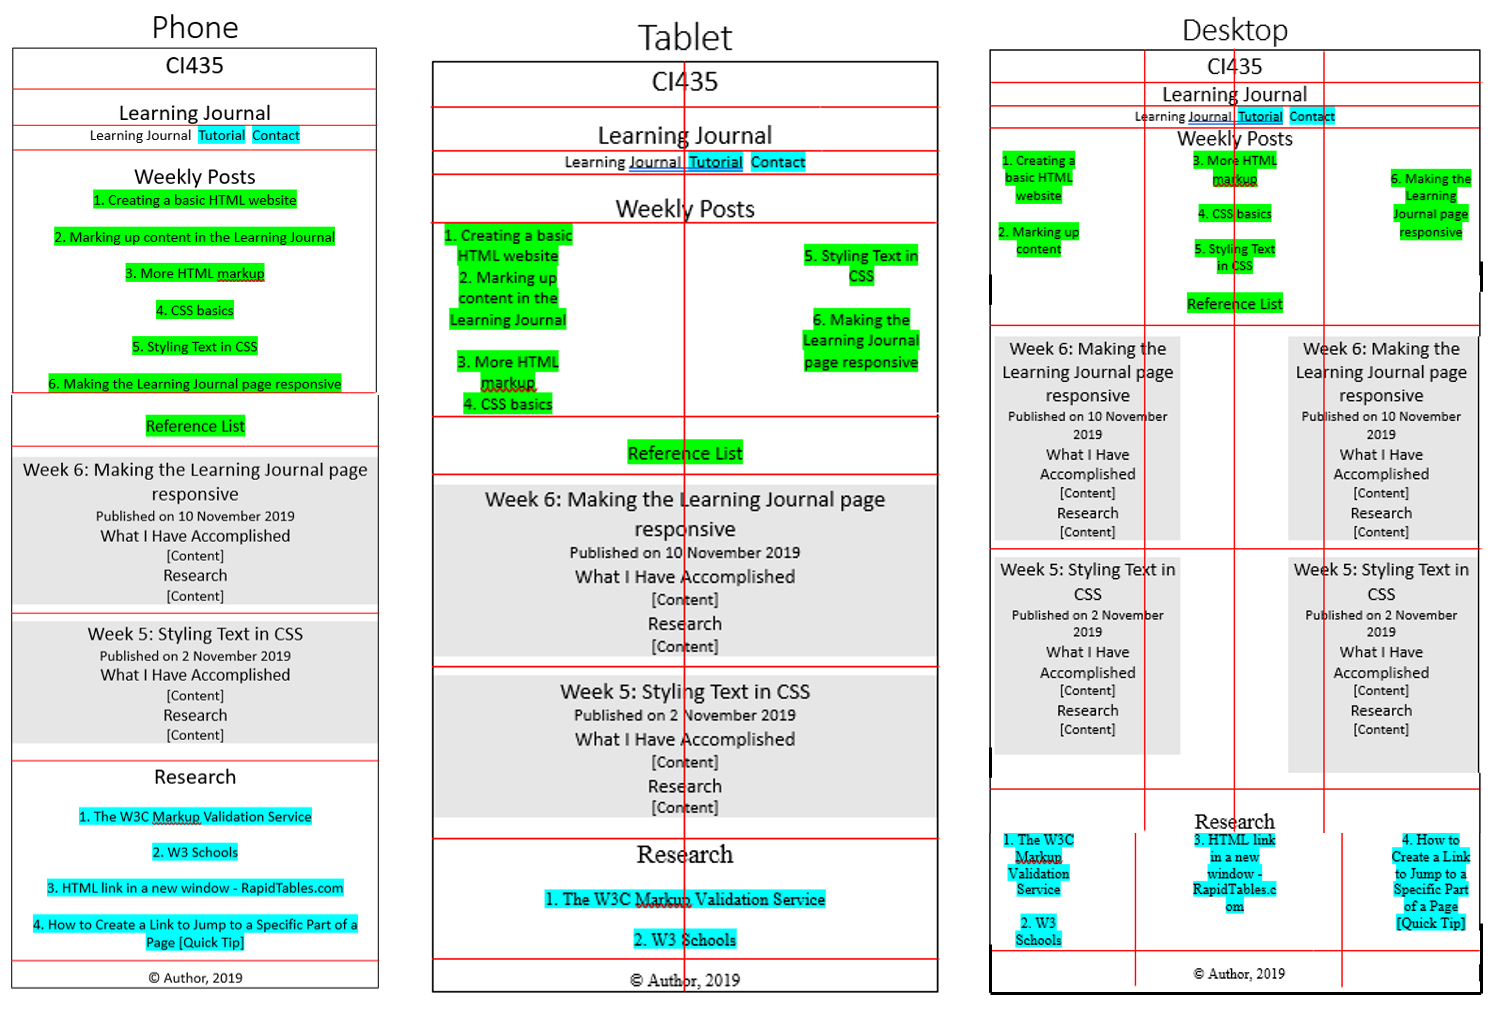 Phone
CI435
Learning Journal
Learning Journal Tutorial Contact
Weekly Posts
1. Creating a basic HTML website
2. Marking up content in the Learning Journal
3. More HTML markup
4. CSS basics
5. Styling Text in CSS
6. Making the Learning Journal page responsive
Reference List
Week 6: Making the Learning Journal page
responsive
Published on 10 November 2019
What I Have Accomplished
[Content]
Research
[Content]
Week 5: Styling Text in CSS
Published on 2 November 2019
What I Have Accomplished
[Content]
Research
[Content]
Research
1. The W3C Markup Validation Service
2. W3 Schools
3. HTML link in a new window - RapidTables.com
4. How to Create a Link to Jump to a Specific Part of a
Page [Quick Tip]
© Author, 2019
Tablet
CI435
Learning Journal
Learning Journal Tutorial Contact
Weekly Posts
1. Creating a basic
HTML website
2. Marking up
content in the
Learning Journal
3. More HTML
markup
4. CSS basics
5. Styling Text in
CSS
6. Making the
Learning Journal
page responsive
Reference List
Week 6: Making the Learning Journal page
responsive
Published on 10 November 2019
What I Have Accomplished
[Content]
Research
[Content]
Week 5: Styling Text in CSS
Published on 2 November 2019
What I Have Accomplished
[Content]
Research
[Content]
Research
1. The W3C Markup Validation Service
2. W3 Schools
© Author, 2019
Desktop
CI435
Learning Journal
Learning Journal Tutorial Contact
Weekly Posts
1. Creating a
basic HTML
website
2. Marking up
content
3. More HTML
markup
4. CSS basics
5. Styling Text
in CSS
Reference List
6. Making the
Learning
Journal page
responsive
Week 6: Making the
Learning Journal page
responsive
Published on 10 November
2019
What I Have
Accomplished
[Content]
Research
[Content]
Week 6: Making the
Learning Journal page
responsive
Published on 10 November
2019
What I Have
Accomplished
[Content]
Research
[Content]
Week 5: Styling Text in
CSS
Published on 2 November
2019
What I Have
Accomplished
[Content]
Research
[Content]
Week 5: Styling Text in
CSS
Published on 2 November
2019
What I Have
Accomplished
[Content]
Research
[Content]
Research
1. The W3C
Markup
Validation
Service
2. W3
Schools
3. HTML link
in a new
window -
RapidTables.c
om
4. How to
Create a Link
to Jump to a
Specific Part
of a Page
[Quick Tip]
© Author, 2019